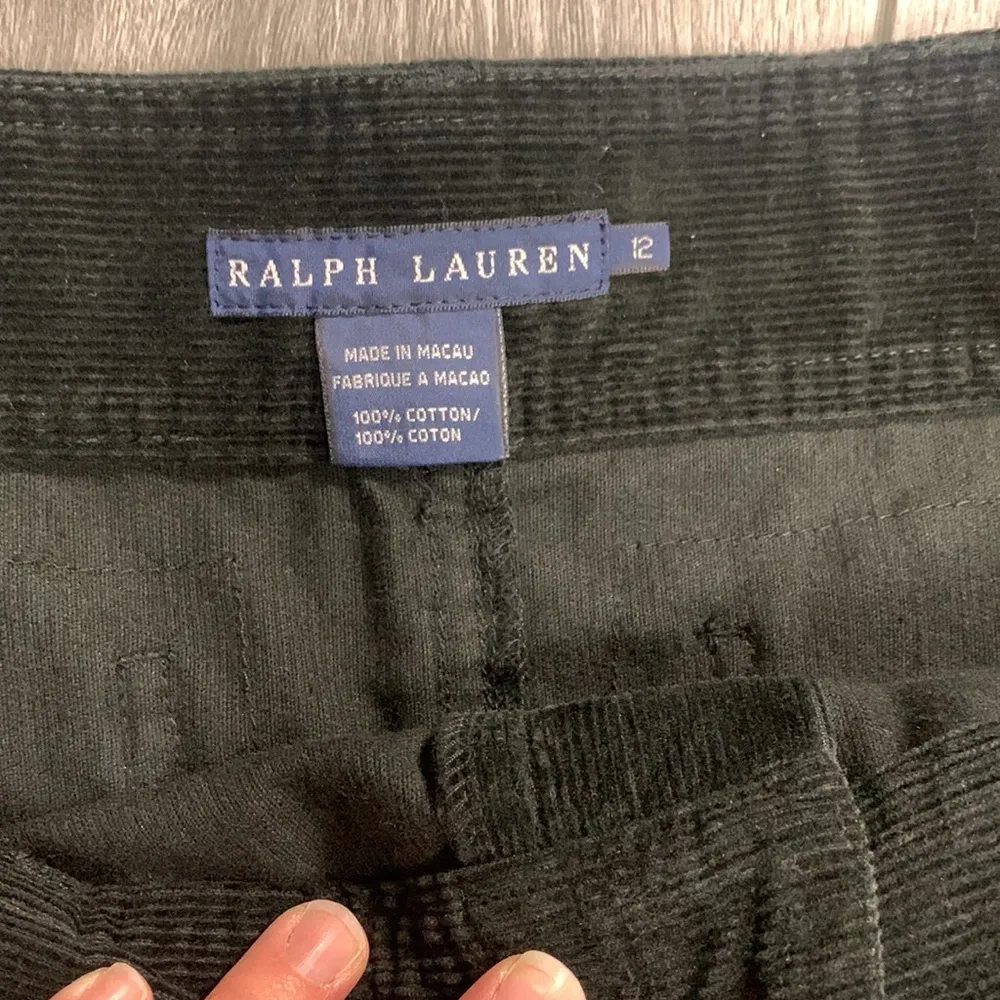 RALPH LAUREN 12
MADE IN MACAU
FABRIQUE A MACAO
100% COTTON/
100% COTON